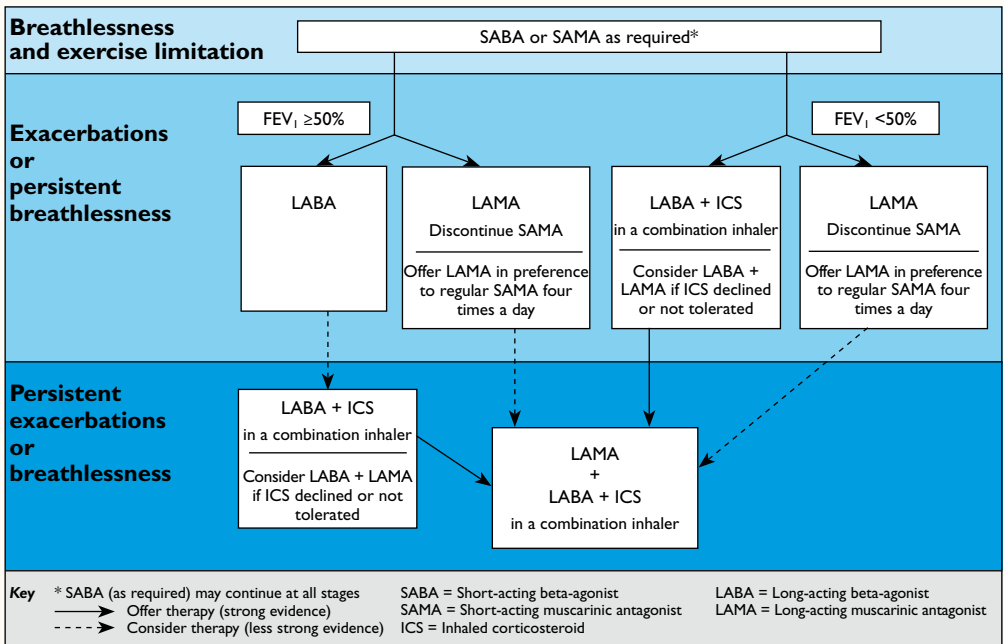 Breathlessness
and exercise limitation
SABA or SAMA as required*
FEV₁ ≥50%
FEV₁ <50%
Exacerbations
or
persistent
breathlessness
LABA
LAMA
Discontinue SAMA
Offer LAMA in preference
to regular SAMA four
times a day
LABA + ICS
in a combination inhaler
Consider LABA +
LAMA if ICS declined
or not tolerated
LAMA
Discontinue SAMA
Offer LAMA in preference
to regular SAMA four
times a day
Persistent
exacerbations
or
breathlessness
LABA + ICS
in a combination inhaler
Consider LABA + LAMA
if ICS declined or not
tolerated
LAMA
+
LABA + ICS
in a combination inhaler
Key
* SABA (as required) may continue at all stages
Offer therapy (strong evidence)
Consider therapy (less strong evidence)
SABA = Short-acting beta-agonist
SAMA = Short-acting muscarinic antagonist
ICS = Inhaled corticosteroid
LABA = Long-acting beta-agonist
LAMA = Long-acting muscarinic antagonist